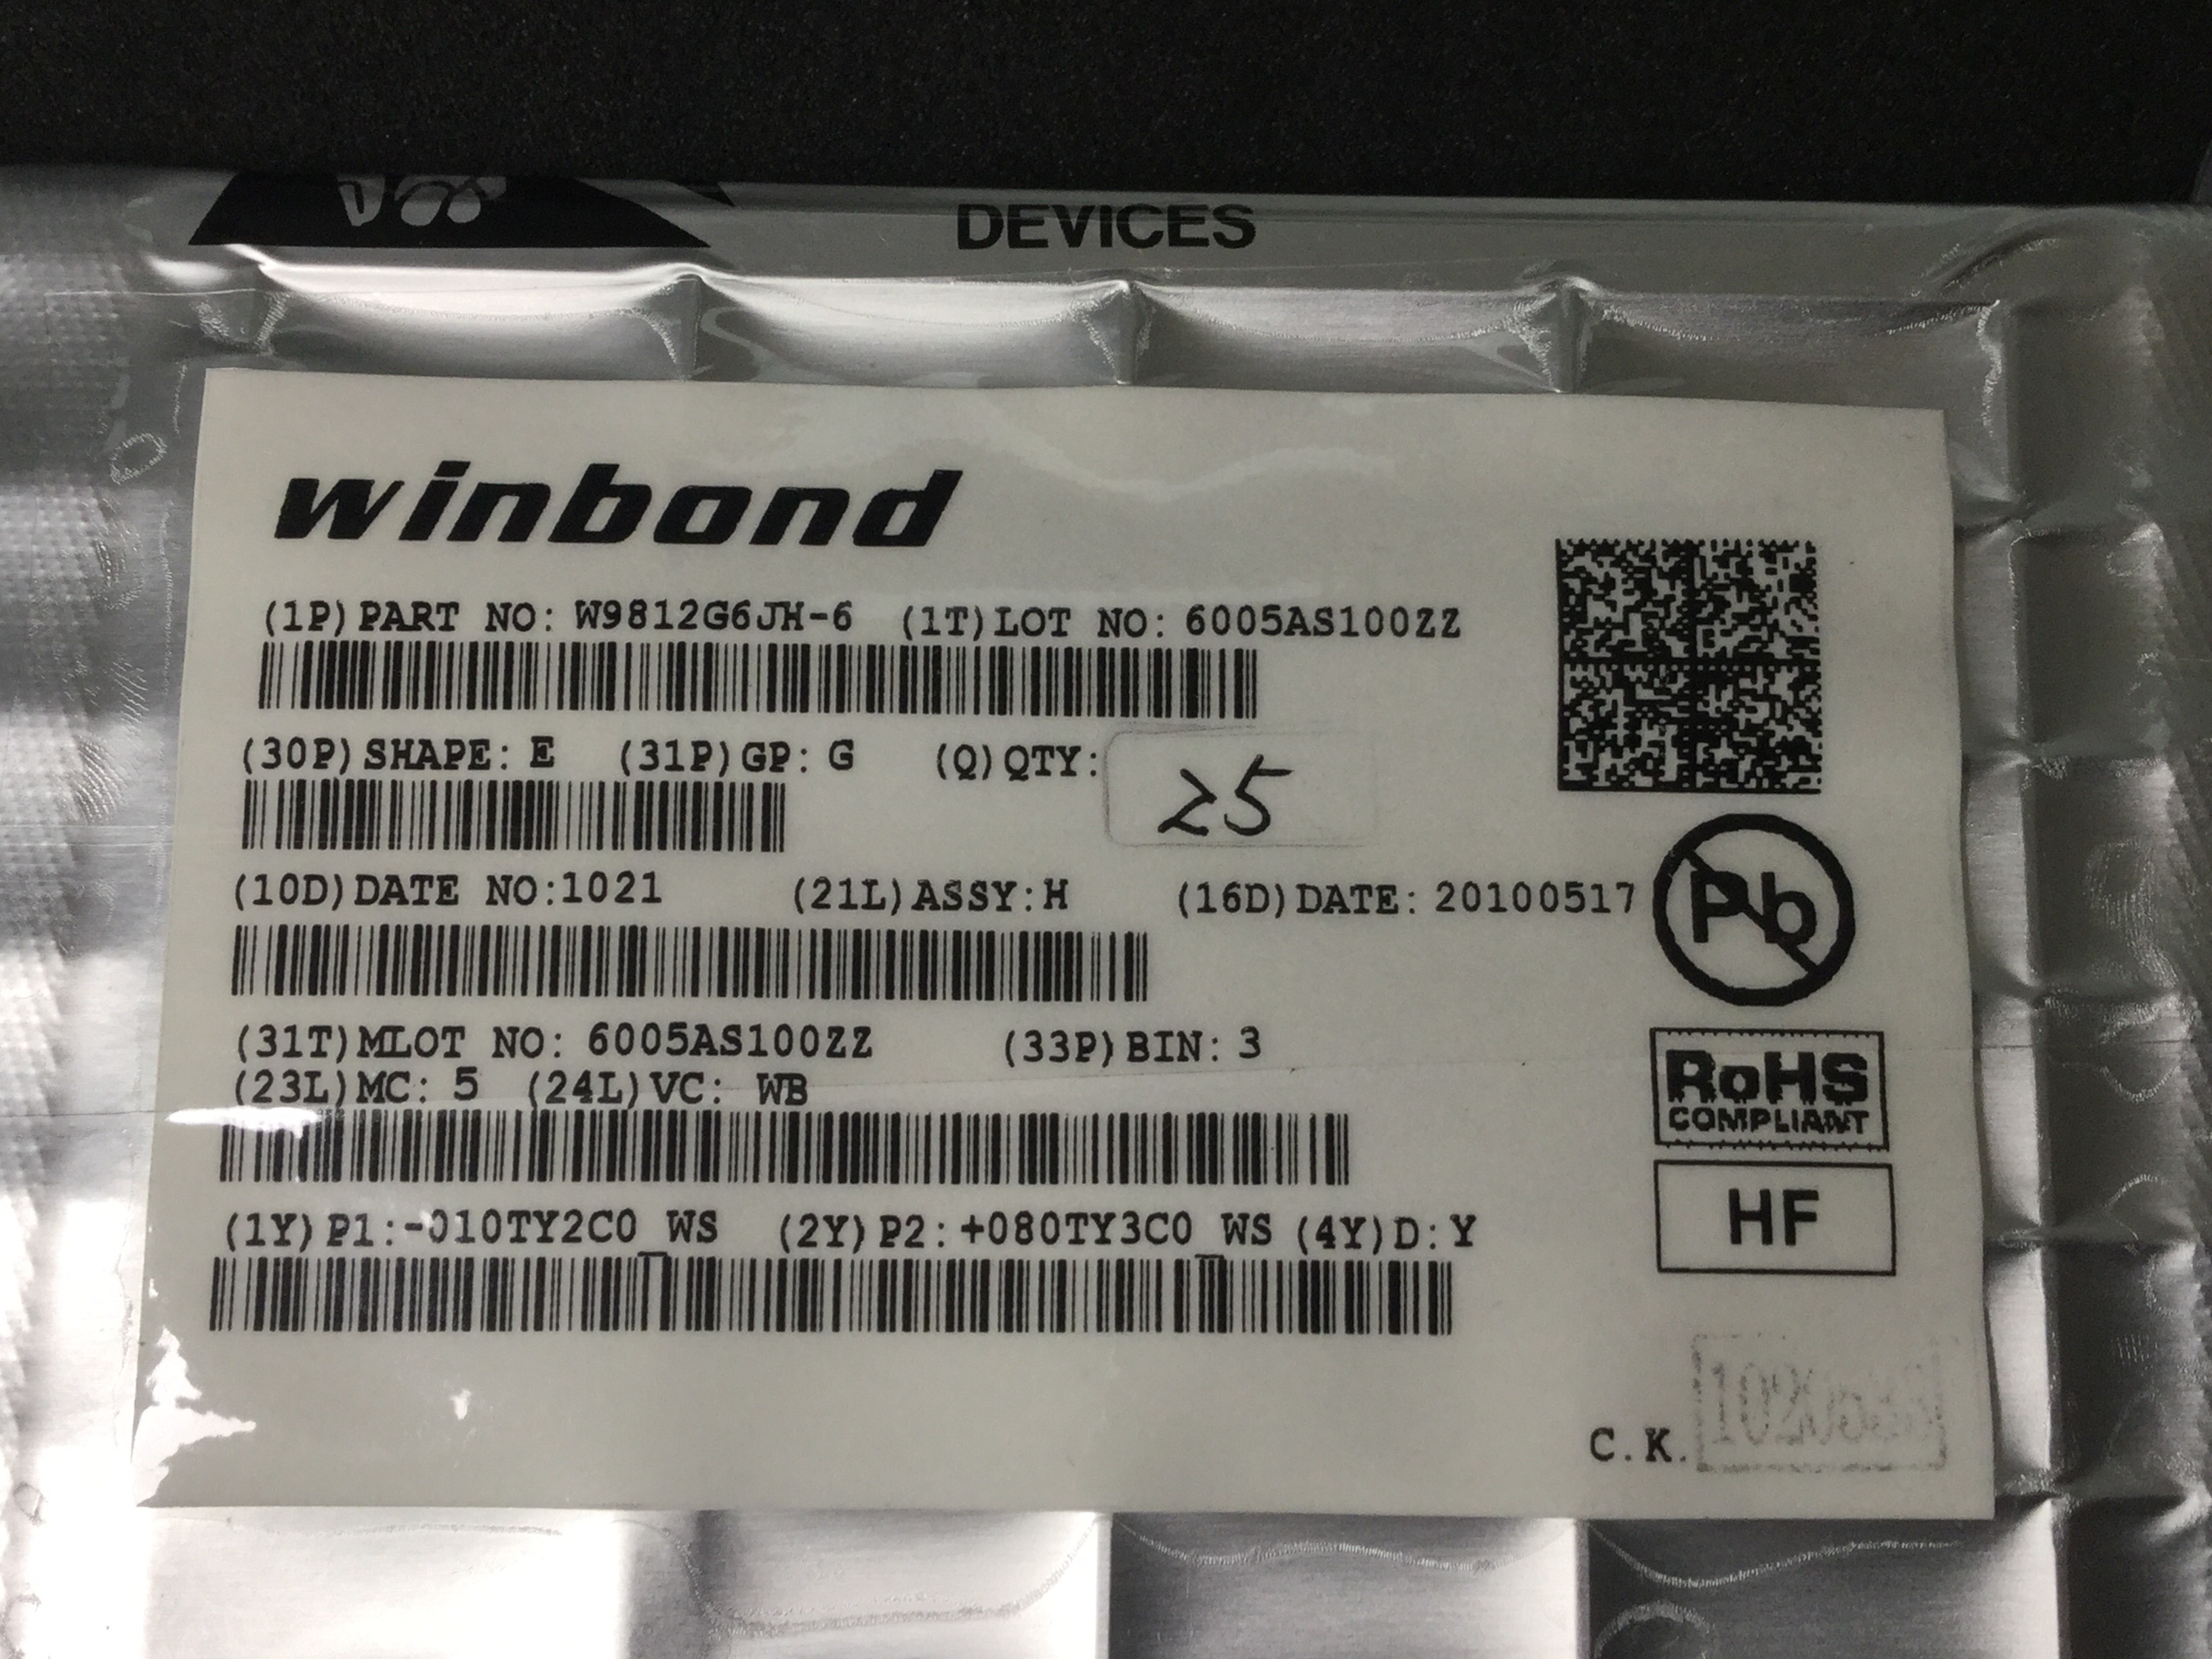 DEVICES
winbond
(1P)PART NO: W9812G6JH-6 (1T)LOT NO: 6005AS100ZZ
(30P)SHAPE: E (31P)GP: G (Q)QTY: 25
(10D)DATE NO:1021 (21L)ASSY:H (16D)DATE: 20100517
Pb
(31T)MLOT NO: 6005AS100ZZ (33P)BIN: 3
(23L)MC: 5 (24L)VC: WB
RoHS
COMPLIANT
(1Y)P1:-010TY2C0_WS (2Y)P2:+080TY3C0_WS (4Y)D:Y
HF
C.K.